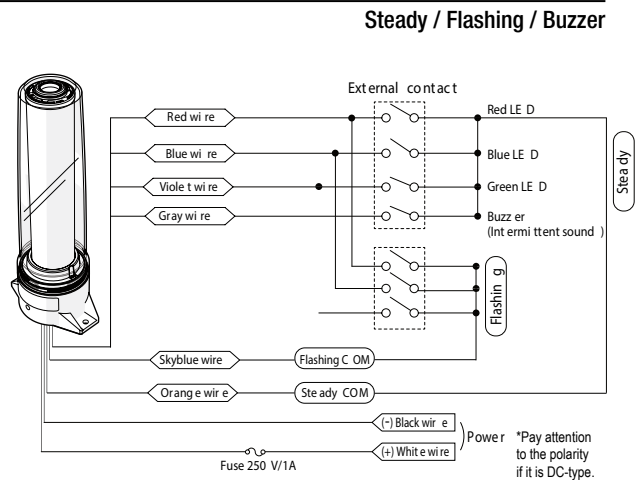 Steady / Flashing / Buzzer
External contact
Red wire
Red LED
Blue wire
Blue LED
Violet wire
Green LED
Gray wire
Buzzer
(Intermittent sound)
Steady
Flashing
Skyblue wire
Flashing COM
Orange wire
Steady COM
(-) Black wire
(+) White wire
Power
Fuse 250 V/1A
*Pay attention
to the polarity
if it is DC-type.